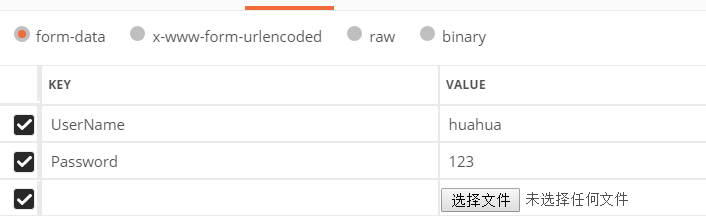 form-data x-www-form-urlencoded raw binary
KEY VALUE
UserName huahua
Password 123
选择文件 未选择任何文件